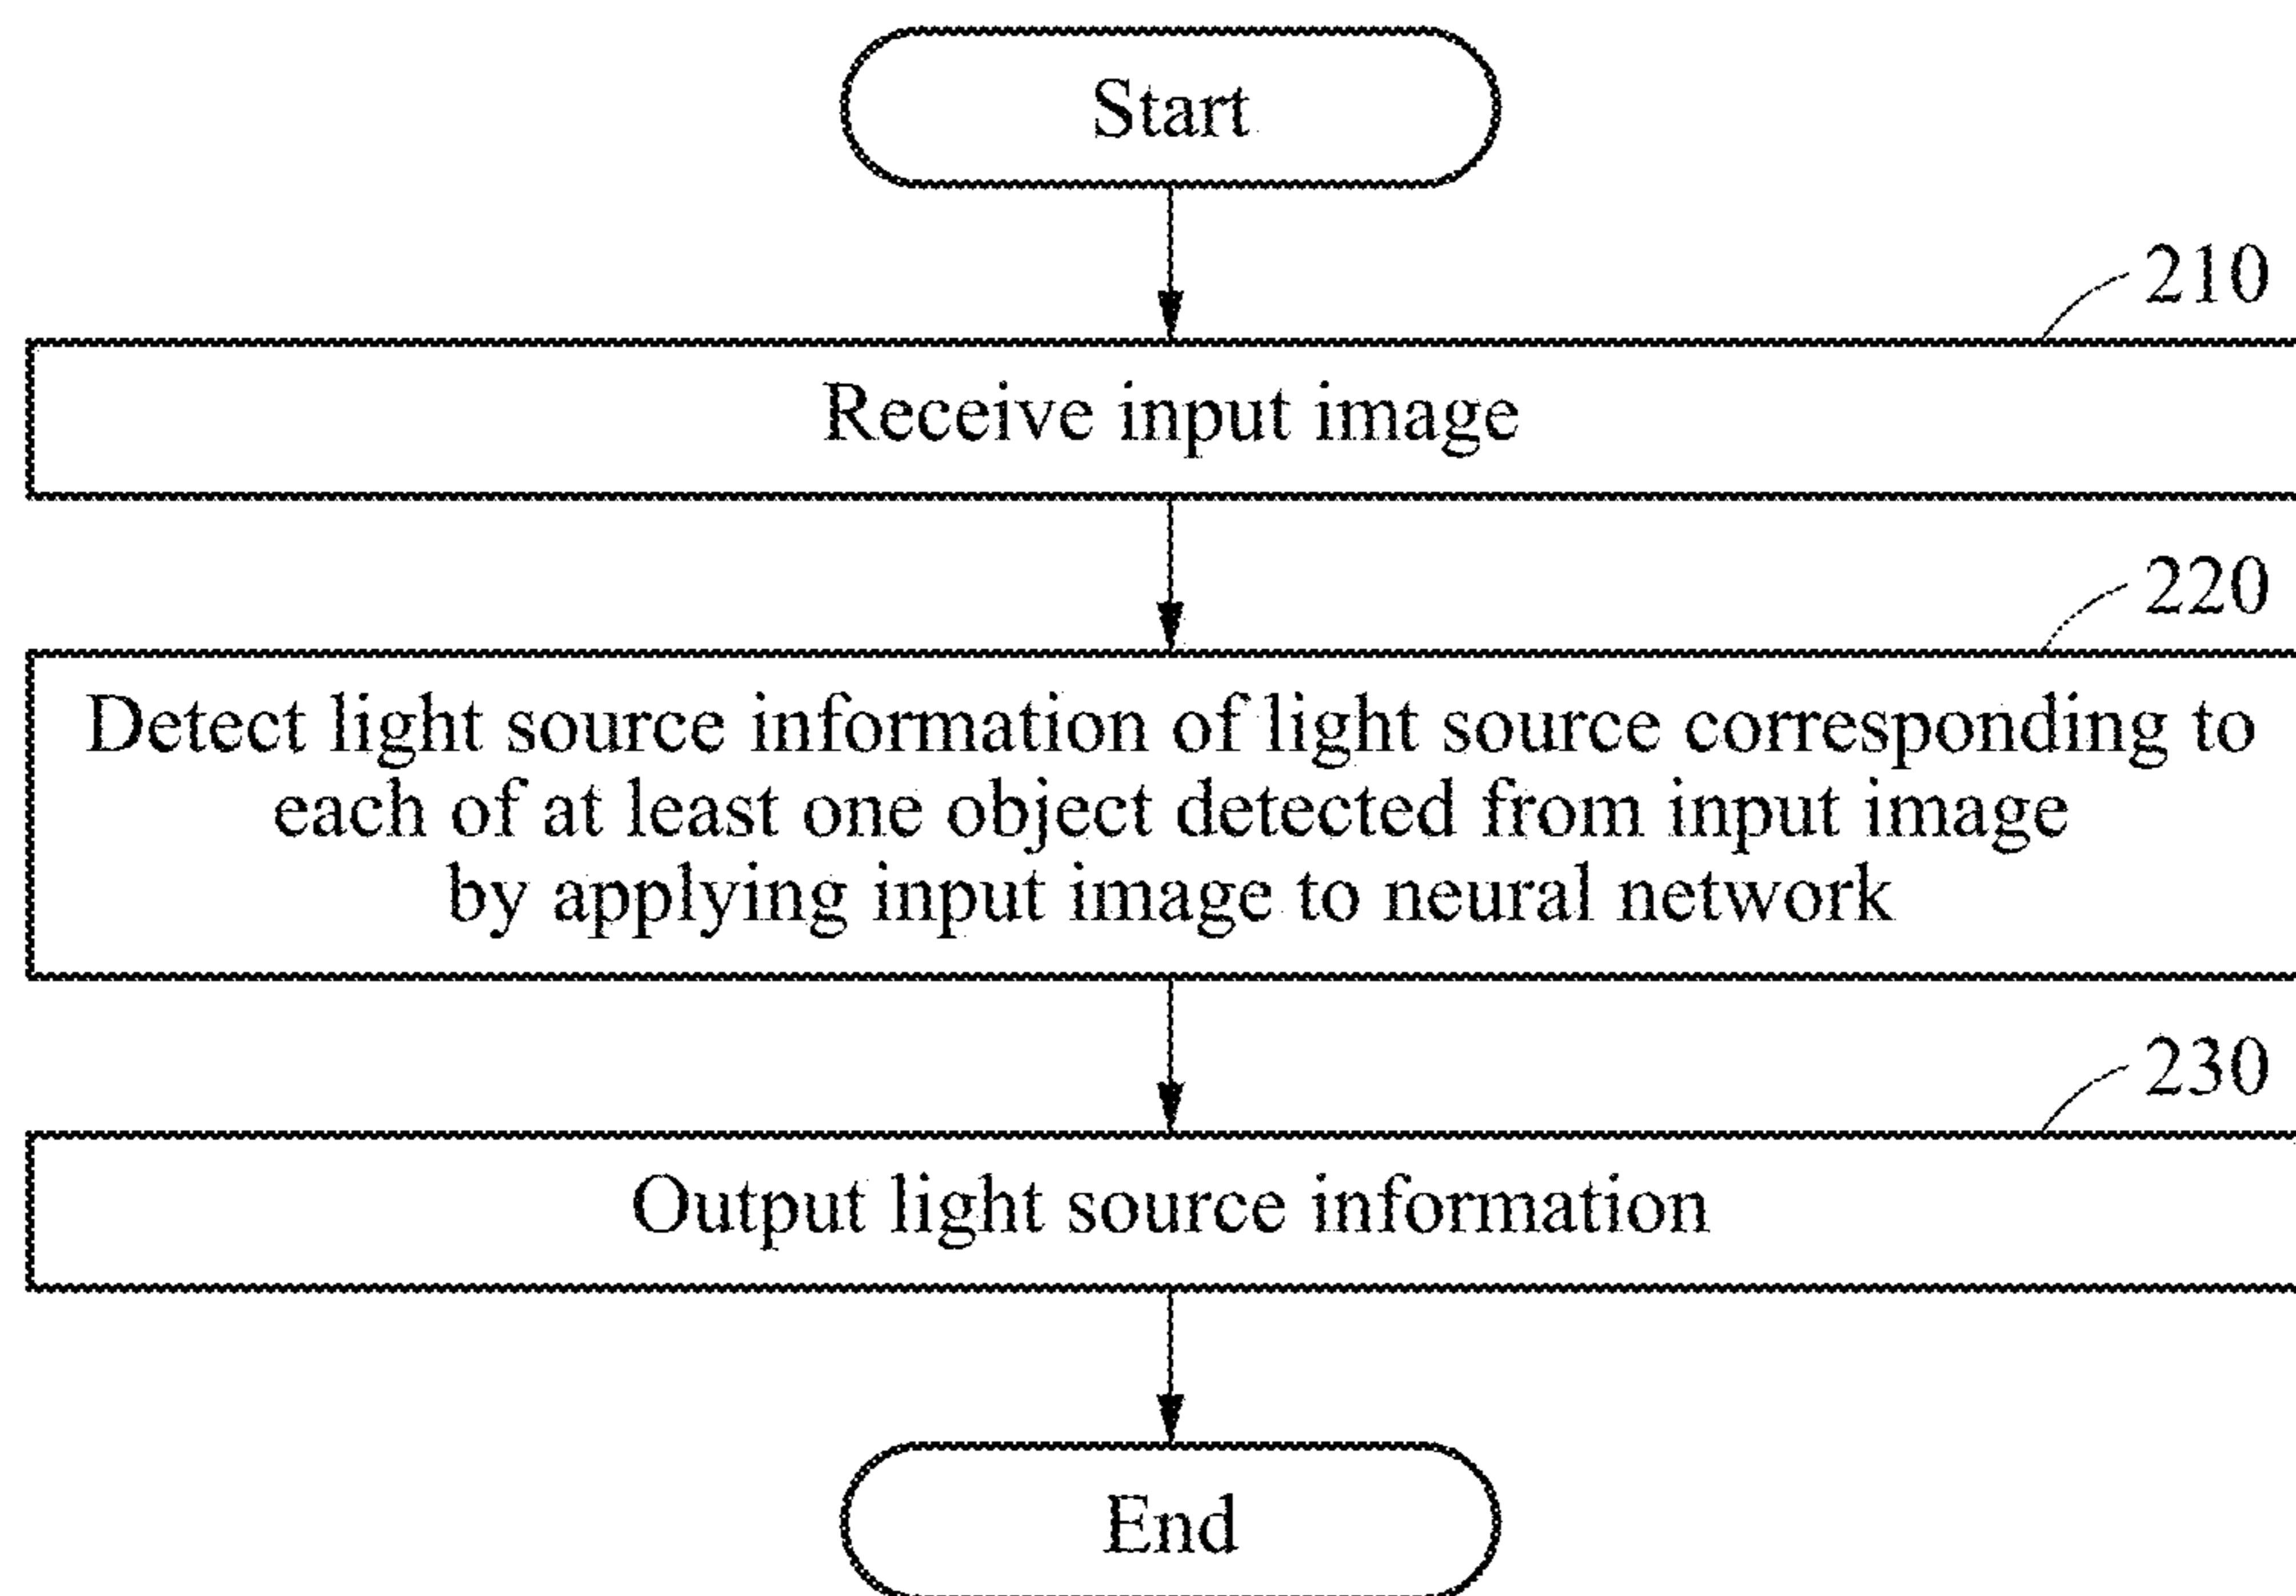 Start
210
Receive input image
220
Detect light source information of light source corresponding to
each of at least one object detected from input image
by applying input image to neural network
230
Output light source information
End